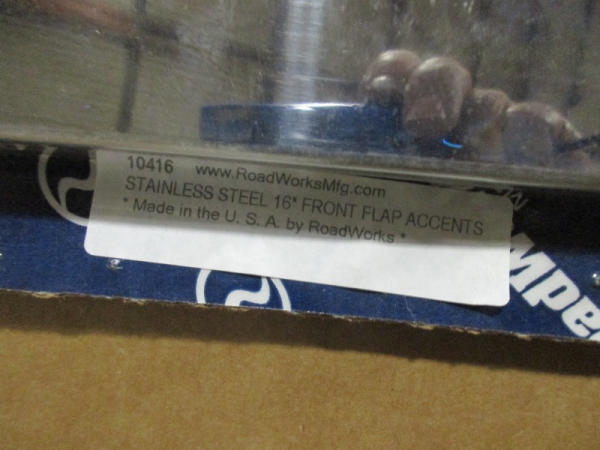 10416 www.RoadWorksMfg.com
STAINLESS STEEL 16" FRONT FLAP ACCENTS
* Made in the U. S. A. by RoadWorks *